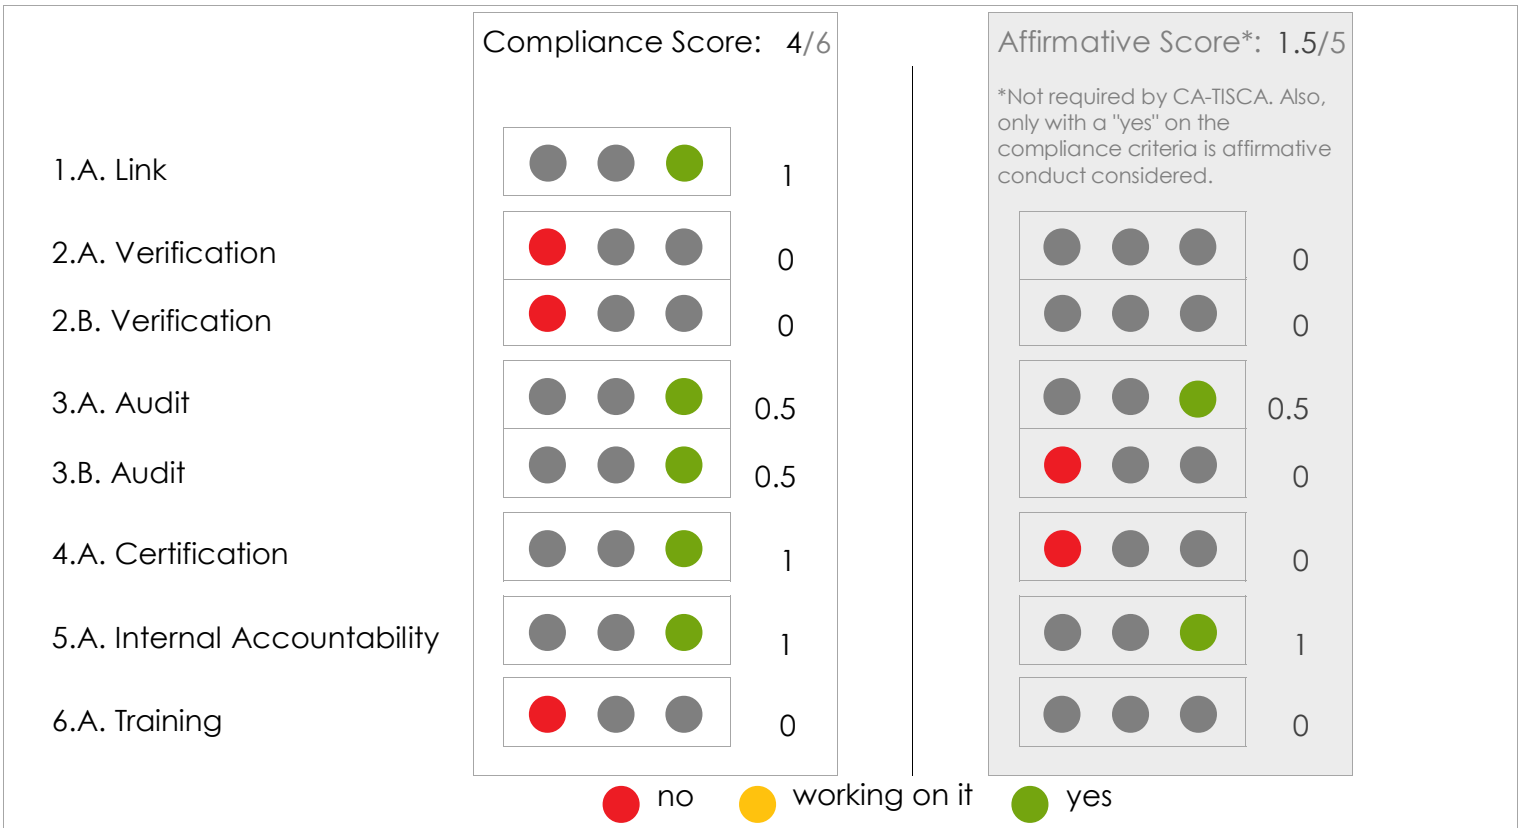 Compliance Score: 4/6
Affirmative Score*: 1.5/5
*Not required by CA-TISCA. Also,
only with a "yes" on the
compliance criteria is affirmative
conduct considered.
1.A. Link 1
2.A. Verification 0 0
2.B. Verification 0 0
3.A. Audit 0.5 0.5
3.B. Audit 0.5 0
4.A. Certification 1 0
5.A. Internal Accountability 1 1
6.A. Training 0 0
no working on it yes